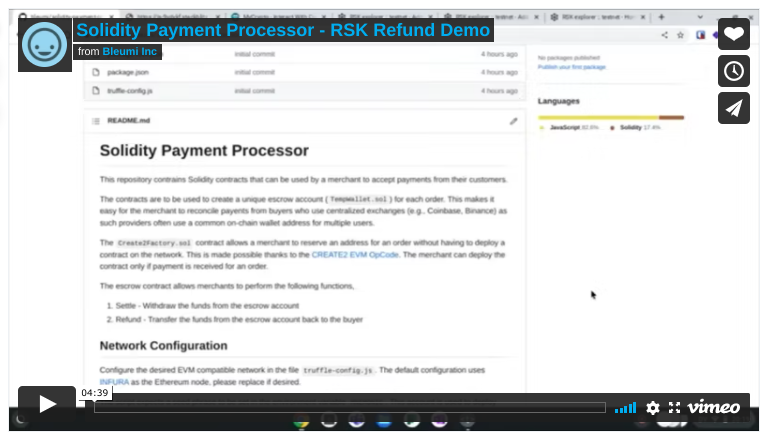 Solidity Payment Processor - RSK Refund Demo
from Bleumi Inc
initial commit
4 hours ago
package.json
initial commit
4 hours ago
truffle-config.js
initial commit
4 hours ago
No packages published
Publish your first package
Languages
JavaScript 82.6% Solidity 17.4%
README.md
Solidity Payment Processor
This repository contrains Solidity contracts that can be used by a merchant to accept payments from their customers.
The contracts are to be used to create a unique escrow account ( TempWallet.sol ) for each order. This makes it
easy for the merchant to reconcile payents from buyers who use centralized exchanges (e.g., Coinbase, Binance) as
such providers often use a common on-chain wallet address for multiple users.
The Create2Factory.sol contract allows a merchant to reserve an address for an order without having to deploy a
contract on the network. This is made possible thanks to the CREATE2 EVM OpCode. The merchant can deploy the
contract only if payment is received for an order.
The escrow contract allows merchants to perform the following functions,
1. Settle - Withdraw the funds from the escrow account
2. Refund - Transfer the funds from the escrow account back to the buyer
Network Configuration
Configure the desired EVM compatible network in the file truffle-config.js. The default configuration uses
INFURA as the Ethereum node, please replace if desired.
04:39
vimeo